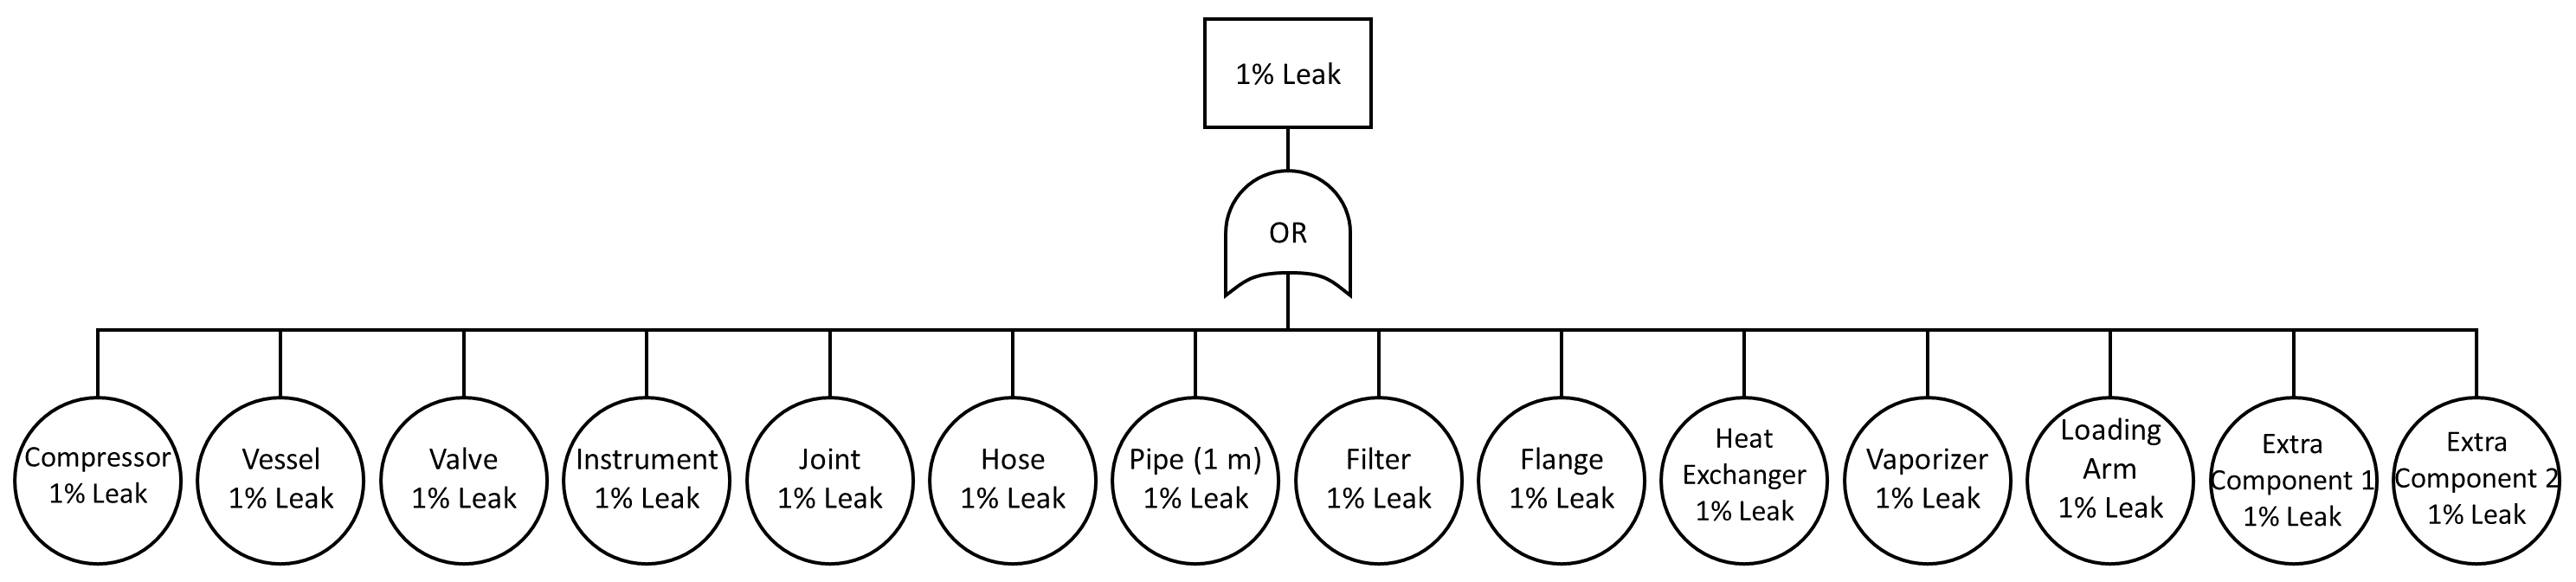 1% Leak
OR
Compressor
1% Leak
Vessel
1% Leak
Valve
1% Leak
Instrument
1% Leak
Joint
1% Leak
Hose
1% Leak
Pipe (1 m)
1% Leak
Filter
1% Leak
Flange
1% Leak
Heat
Exchanger
1% Leak
Vaporizer
1% Leak
Loading
Arm
1% Leak
Extra
Component 1
1% Leak
Extra
Component 2
1% Leak